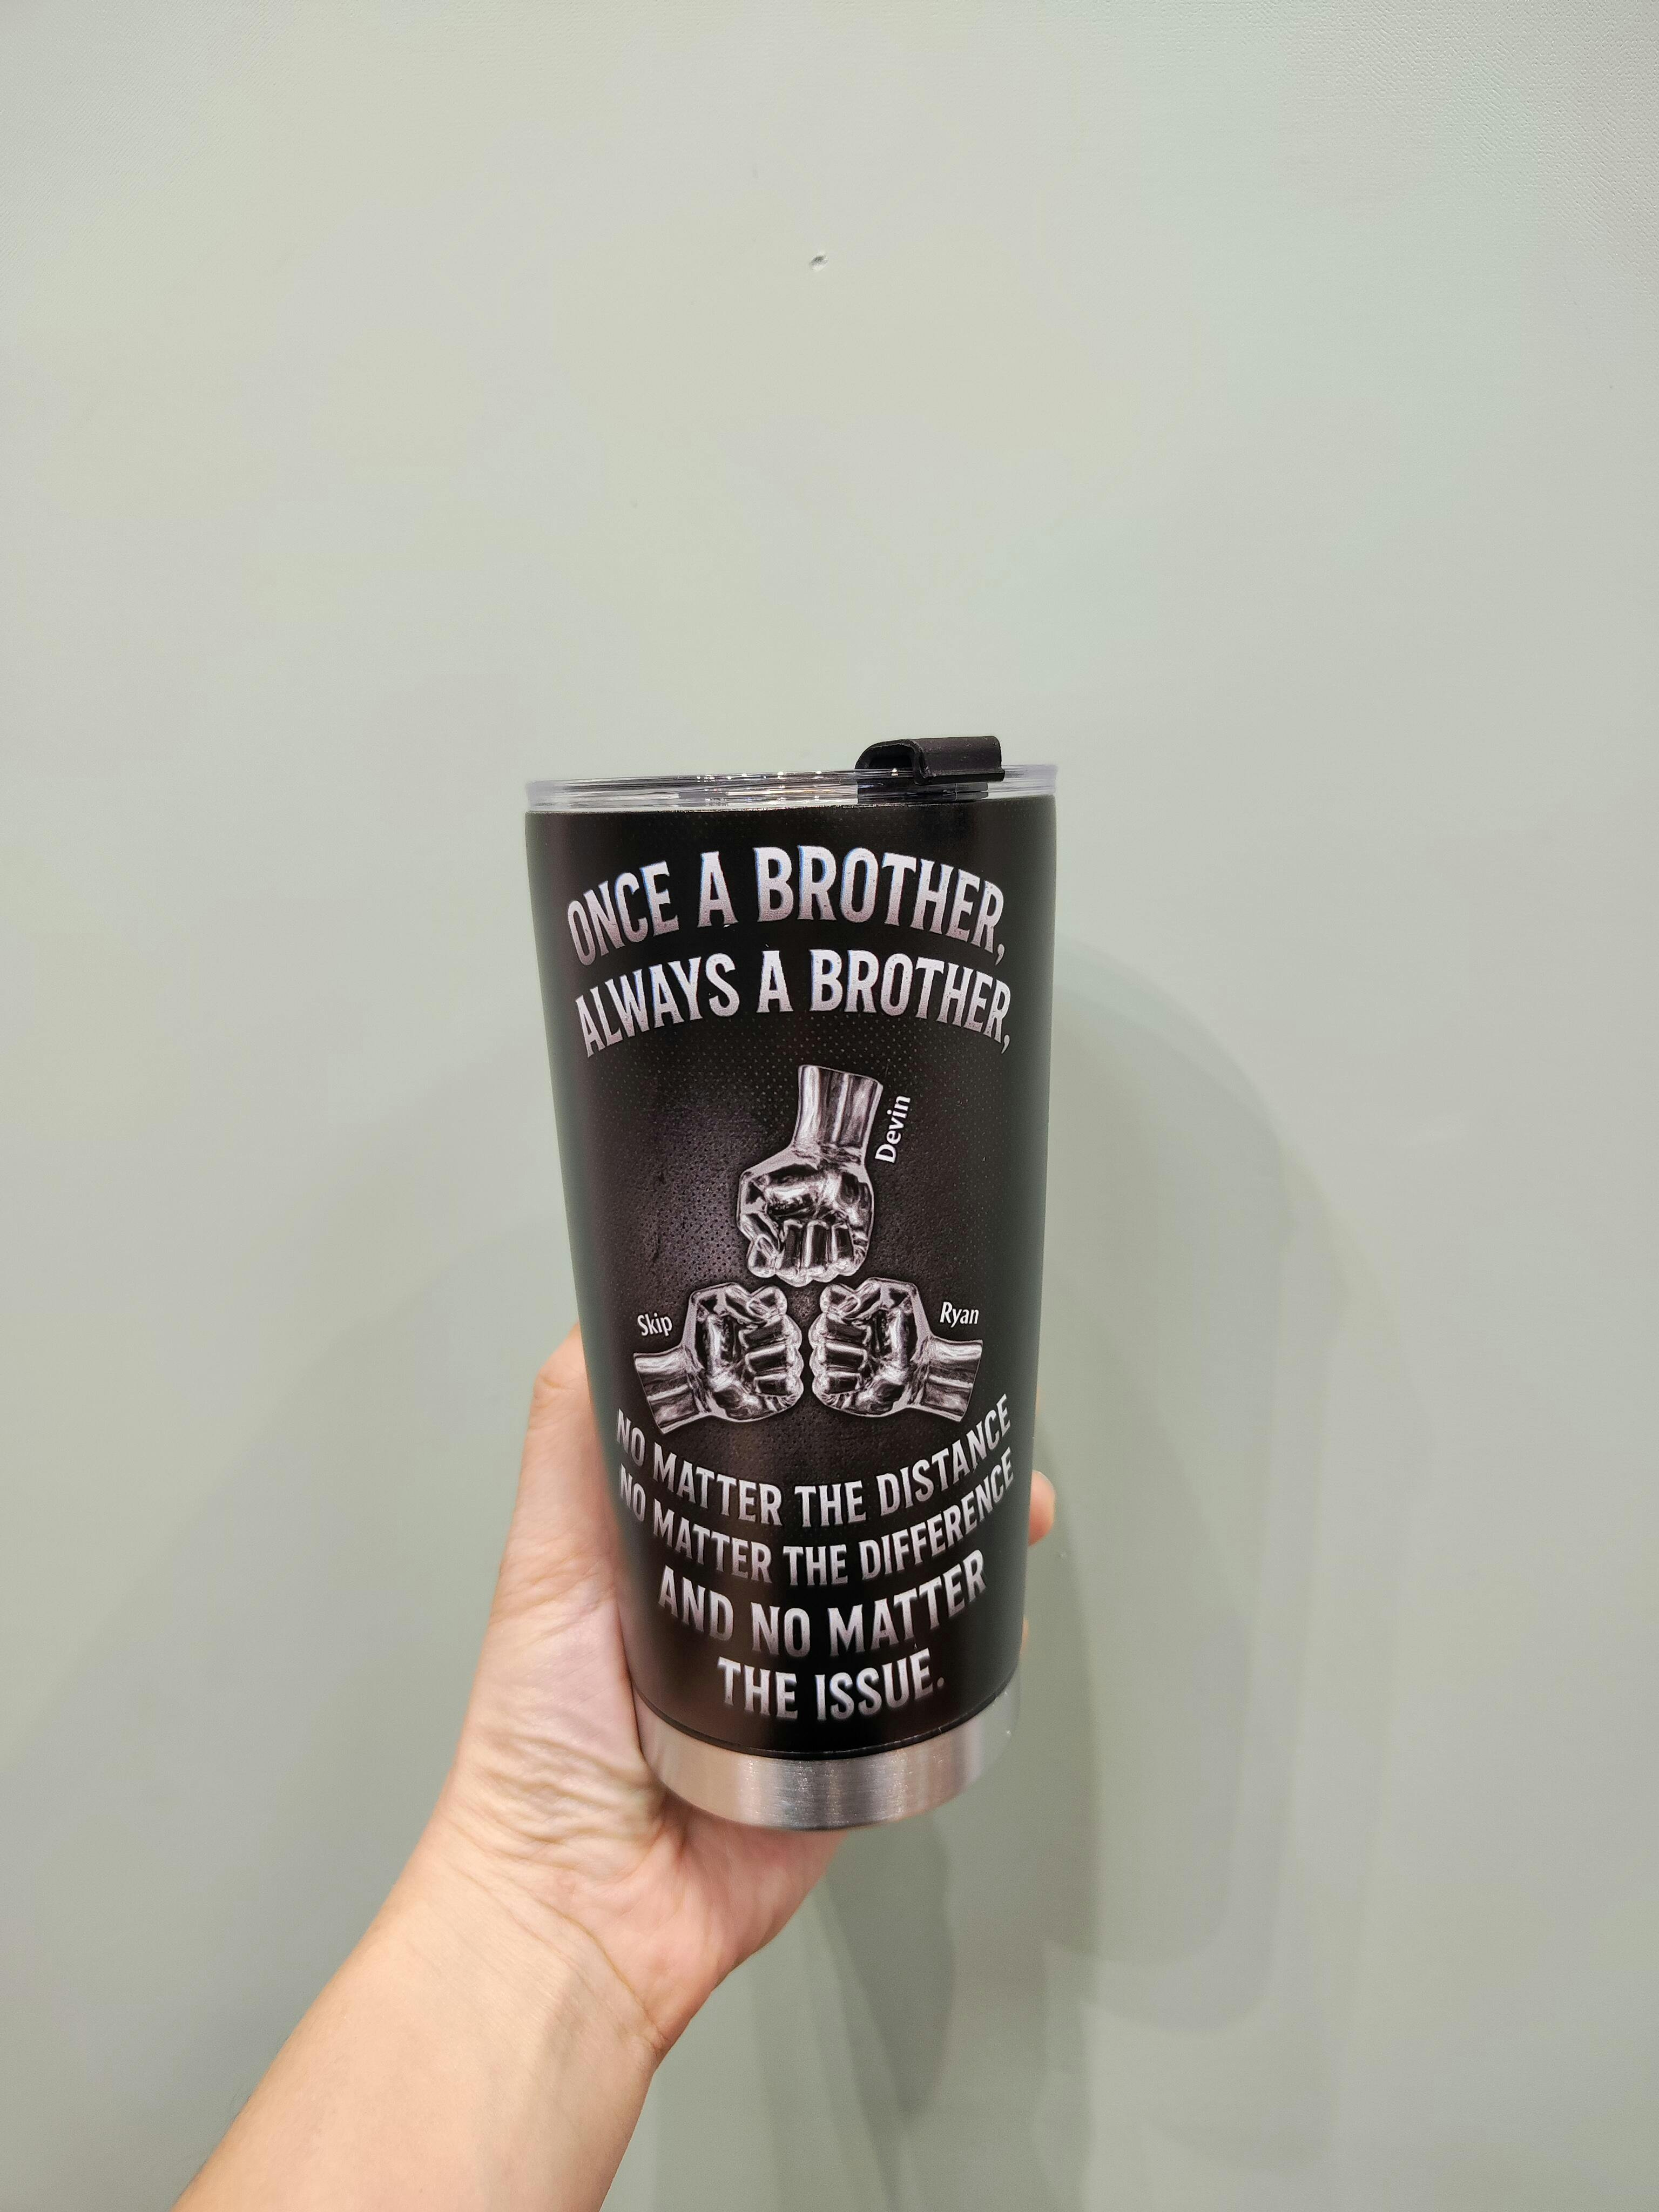 ONCE A BROTHER,
ALWAYS A BROTHER,
Devin
Skip
Ryan
NO MATTER THE DISTANCE
NO MATTER THE DIFFERENCE
AND NO MATTER
THE ISSUE.